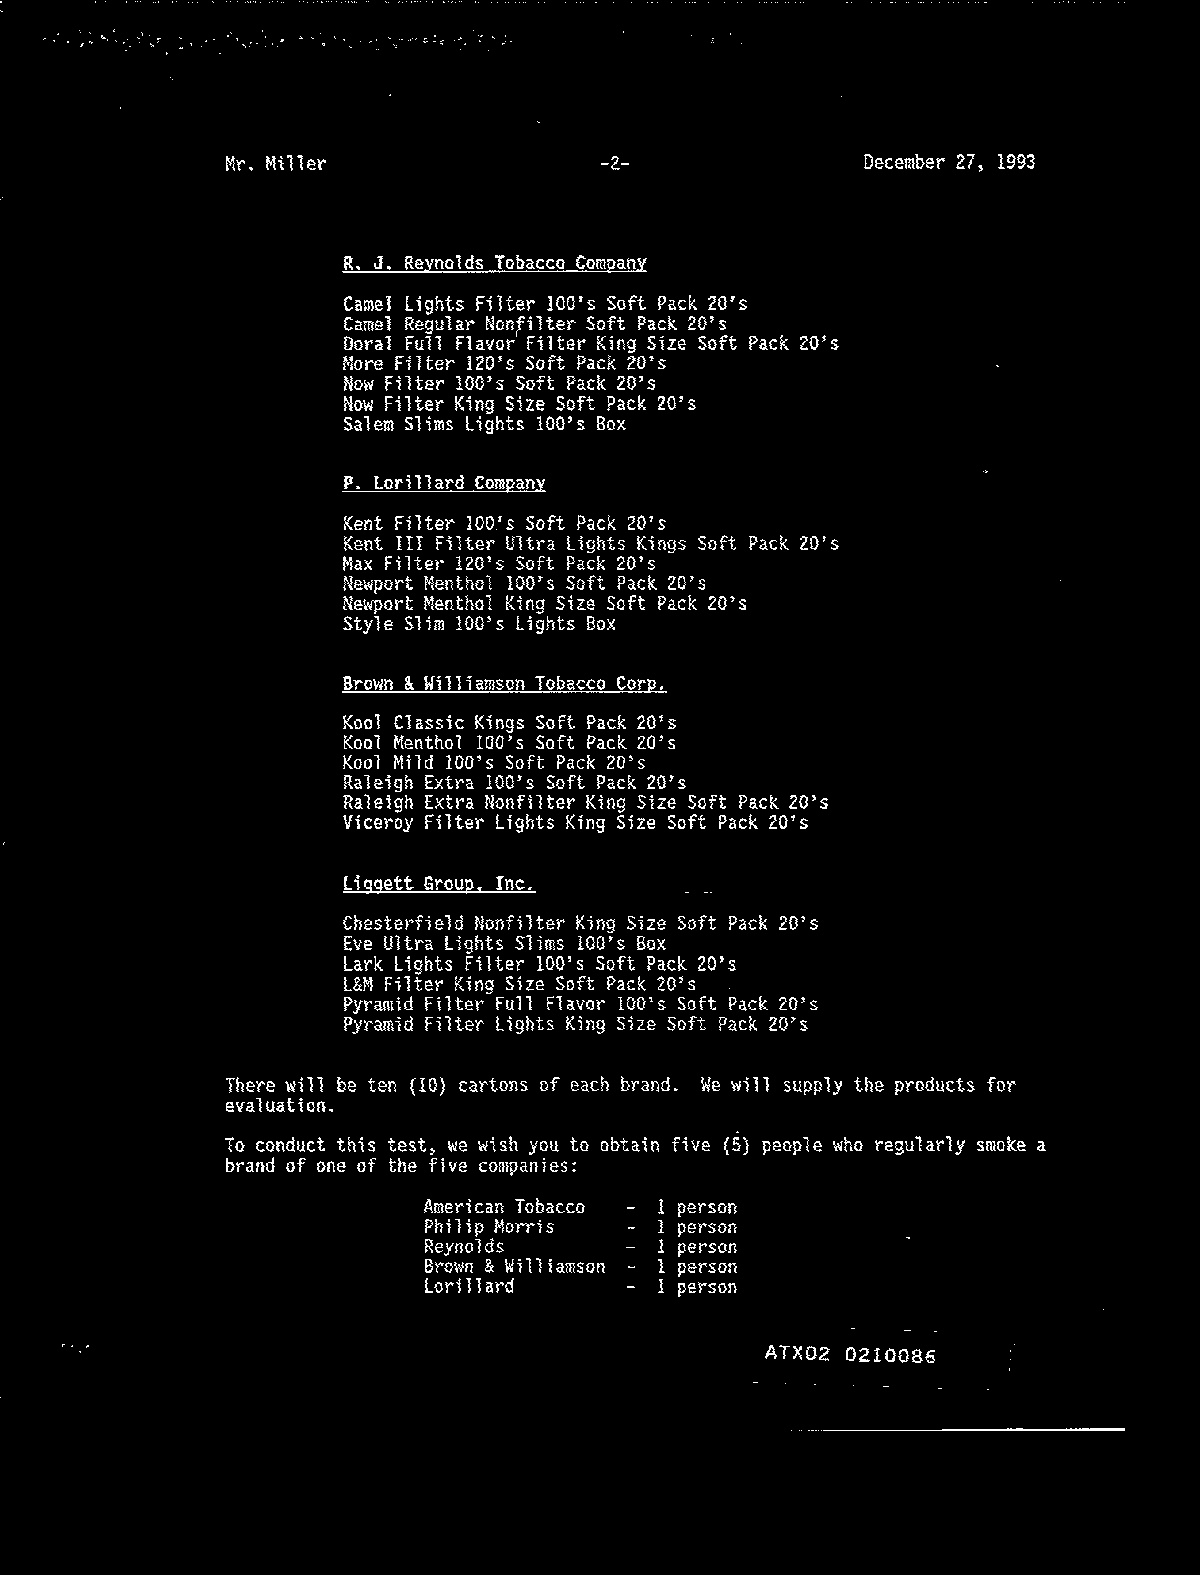 Mr. Miller -2- December 27, 1993
R. J. Reynolds Tobacco Company
Camel Lights Filter 100's Soft Pack 20's
Camel Regular Nonfilter Soft Pack 20's
Doral Full Flavor Filter King Size Soft Pack 20's
More Filter 120's Soft Pack 20's
Now Filter 100's Soft Pack 20's
Now Filter King Size Soft Pack 20's
Salem Slims Lights 100's Box
P. Lorillard Company
Kent Filter 100's Soft Pack 20's
Kent III Filter Ultra Lights Kings Soft Pack 20's
Max Filter 120's Soft Pack 20's
Newport Menthol 100's Soft Pack 20's
Newport Menthol King Size Soft Pack 20's
Style Slim 100's Lights Box
Brown & Williamson Tobacco Corp.
Kool Classic Kings Soft Pack 20's
Kool Menthol 100's Soft Pack 20's
Kool Mild 100's Soft Pack 20's
Raleigh Extra 100's Soft Pack 20's
Raleigh Extra Nonfilter King Size Soft Pack 20's
Viceroy Filter Lights King Size Soft Pack 20's
Liggett Group, Inc.
Chesterfield Nonfilter King Size Soft Pack 20's
Eve Ultra Lights Slims 100's Box
Lark Lights Filter 100's Soft Pack 20's
L&M Filter King Size Soft Pack 20's
Pyramid Filter Full Flavor 100's Soft Pack 20's
Pyramid Filter Lights King Size Soft Pack 20's
There will be ten (10) cartons of each brand. We will supply the products for
evaluation.
To conduct this test, we wish you to obtain five (5) people who regularly smoke a
brand of one of the five companies:
American Tobacco - 1 person
Philip Morris - 1 person
Reynolds - 1 person
Brown & Williamson - 1 person
Lorillard - 1 person
ATX02 0210086